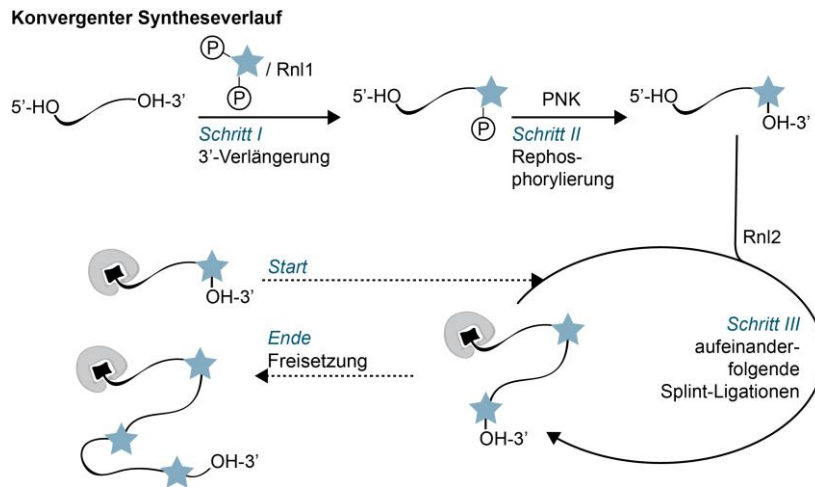 Konvergenter Syntheseverlauf
P
/ Rnl1
P
5’-HO
OH-3’
Schritt I
3’-Verlängerung
5’-HO
P
PNK
Schritt II
Rephos-
phorylierung
5’-HO
OH-3’
Rnl2
OH-3’
Start
Schritt III
aufeinander-
folgende
Splint-Ligationen
Ende
Freisetzung
OH-3’
OH-3’